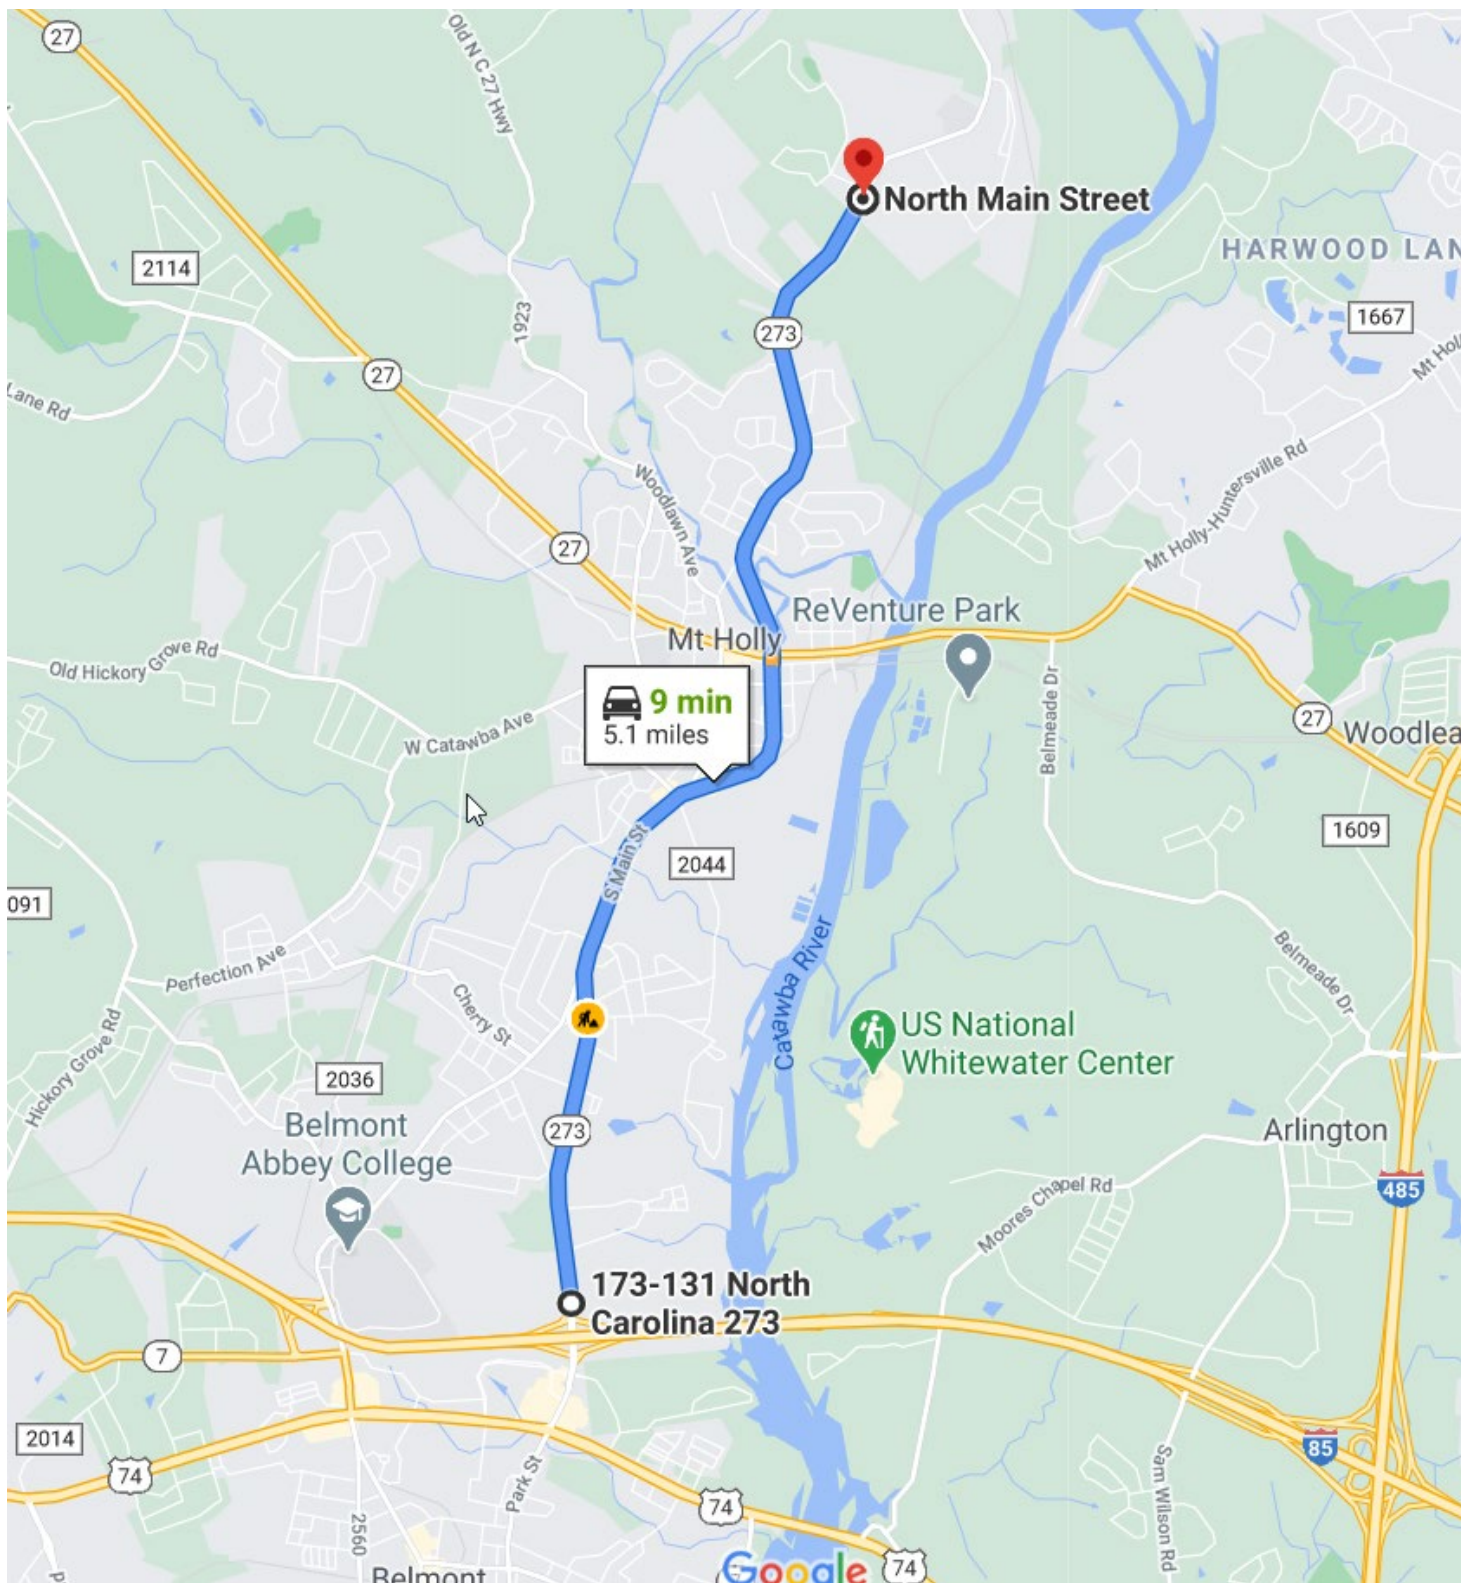 27
Old N C 27 Hwy
North Main Street
HARWOOD LAN
2114
1923
273
1667
Mt Holl
27
Lane Rd
Woodlawn Ave
Mt Holly-Huntersville Rd
27
ReVenture Park
Mt Holly
Old Hickory Grove Rd
9 min
5.1 miles
W Catawba Ave
Belmeade Dr
27
Woodlea
1609
S Main St
2044
091
Catawba River
Perfection Ave
Cherry St
Belmeade Dr
US National
Whitewater Center
Hickory Grove Rd
2036
Belmont
Abbey College
273
Arlington
Moores Chapel Rd
485
173-131 North
Carolina 273
7
2014
74
Park St
85
Sam Wilson Rd
74
2560
Google
74
Belmont